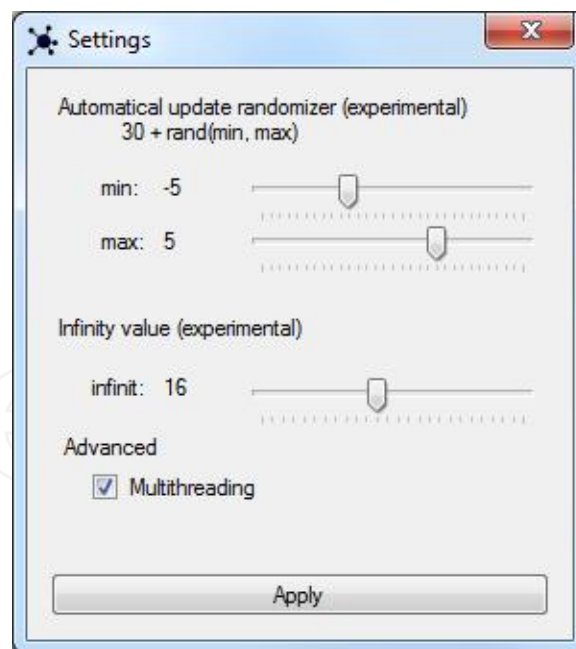 Settings
Automatical update randomizer (experimental)
30 + rand(min, max)
min: -5
max: 5
Infinity value (experimental)
infinit: 16
Advanced
Multithreading
Apply